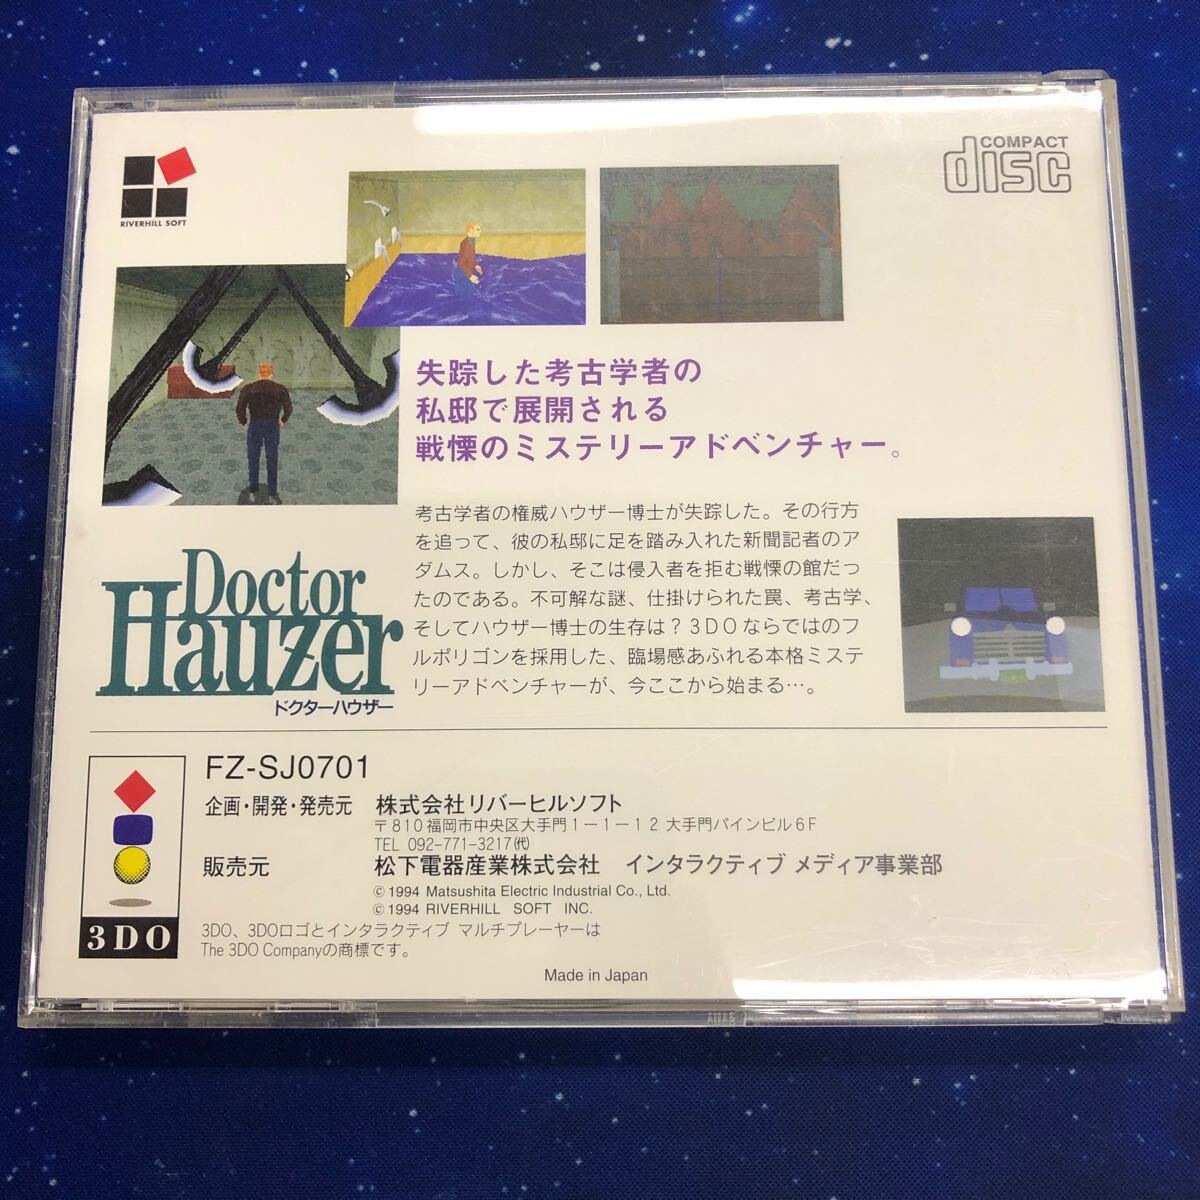 RIVERHILL SOFT
COMPACT
disc
失踪した考古学者の
私邸で展開される
戦慄のミステリーアドベンチャー。
考古学者の権威ハウザー博士が失踪した。その行方
を追って、彼の私邸に足を踏み入れた新聞記者のア
ダムス。しかし、そこは侵入者を拒む戦慄の館だっ
たのである。不可解な謎、仕掛けられた罠、考古学、
そしてハウザー博士の生存は?3DOならではのフ
ルポリゴンを採用した、臨場感あふれる本格ミステ
リーアドベンチャーが、今ここから始まる…。
Doctor
Hauzer
ドクターハウザー
3DO
FZ-SJ0701
企画・開発・発売元 株式会社リバーヒルソフト
〒810 福岡市中央区大手門1-1-12 大手門パインビル6F
TEL 092-771-3217(代)
販売元 松下電器産業株式会社 インタラクティブ メディア事業部
© 1994 Matsushita Electric Industrial Co., Ltd.
© 1994 RIVERHILL SOFT INC.
3DO、3DOロゴとインタラクティブ マルチプレーヤーは
The 3DO Companyの商標です。
Made in Japan